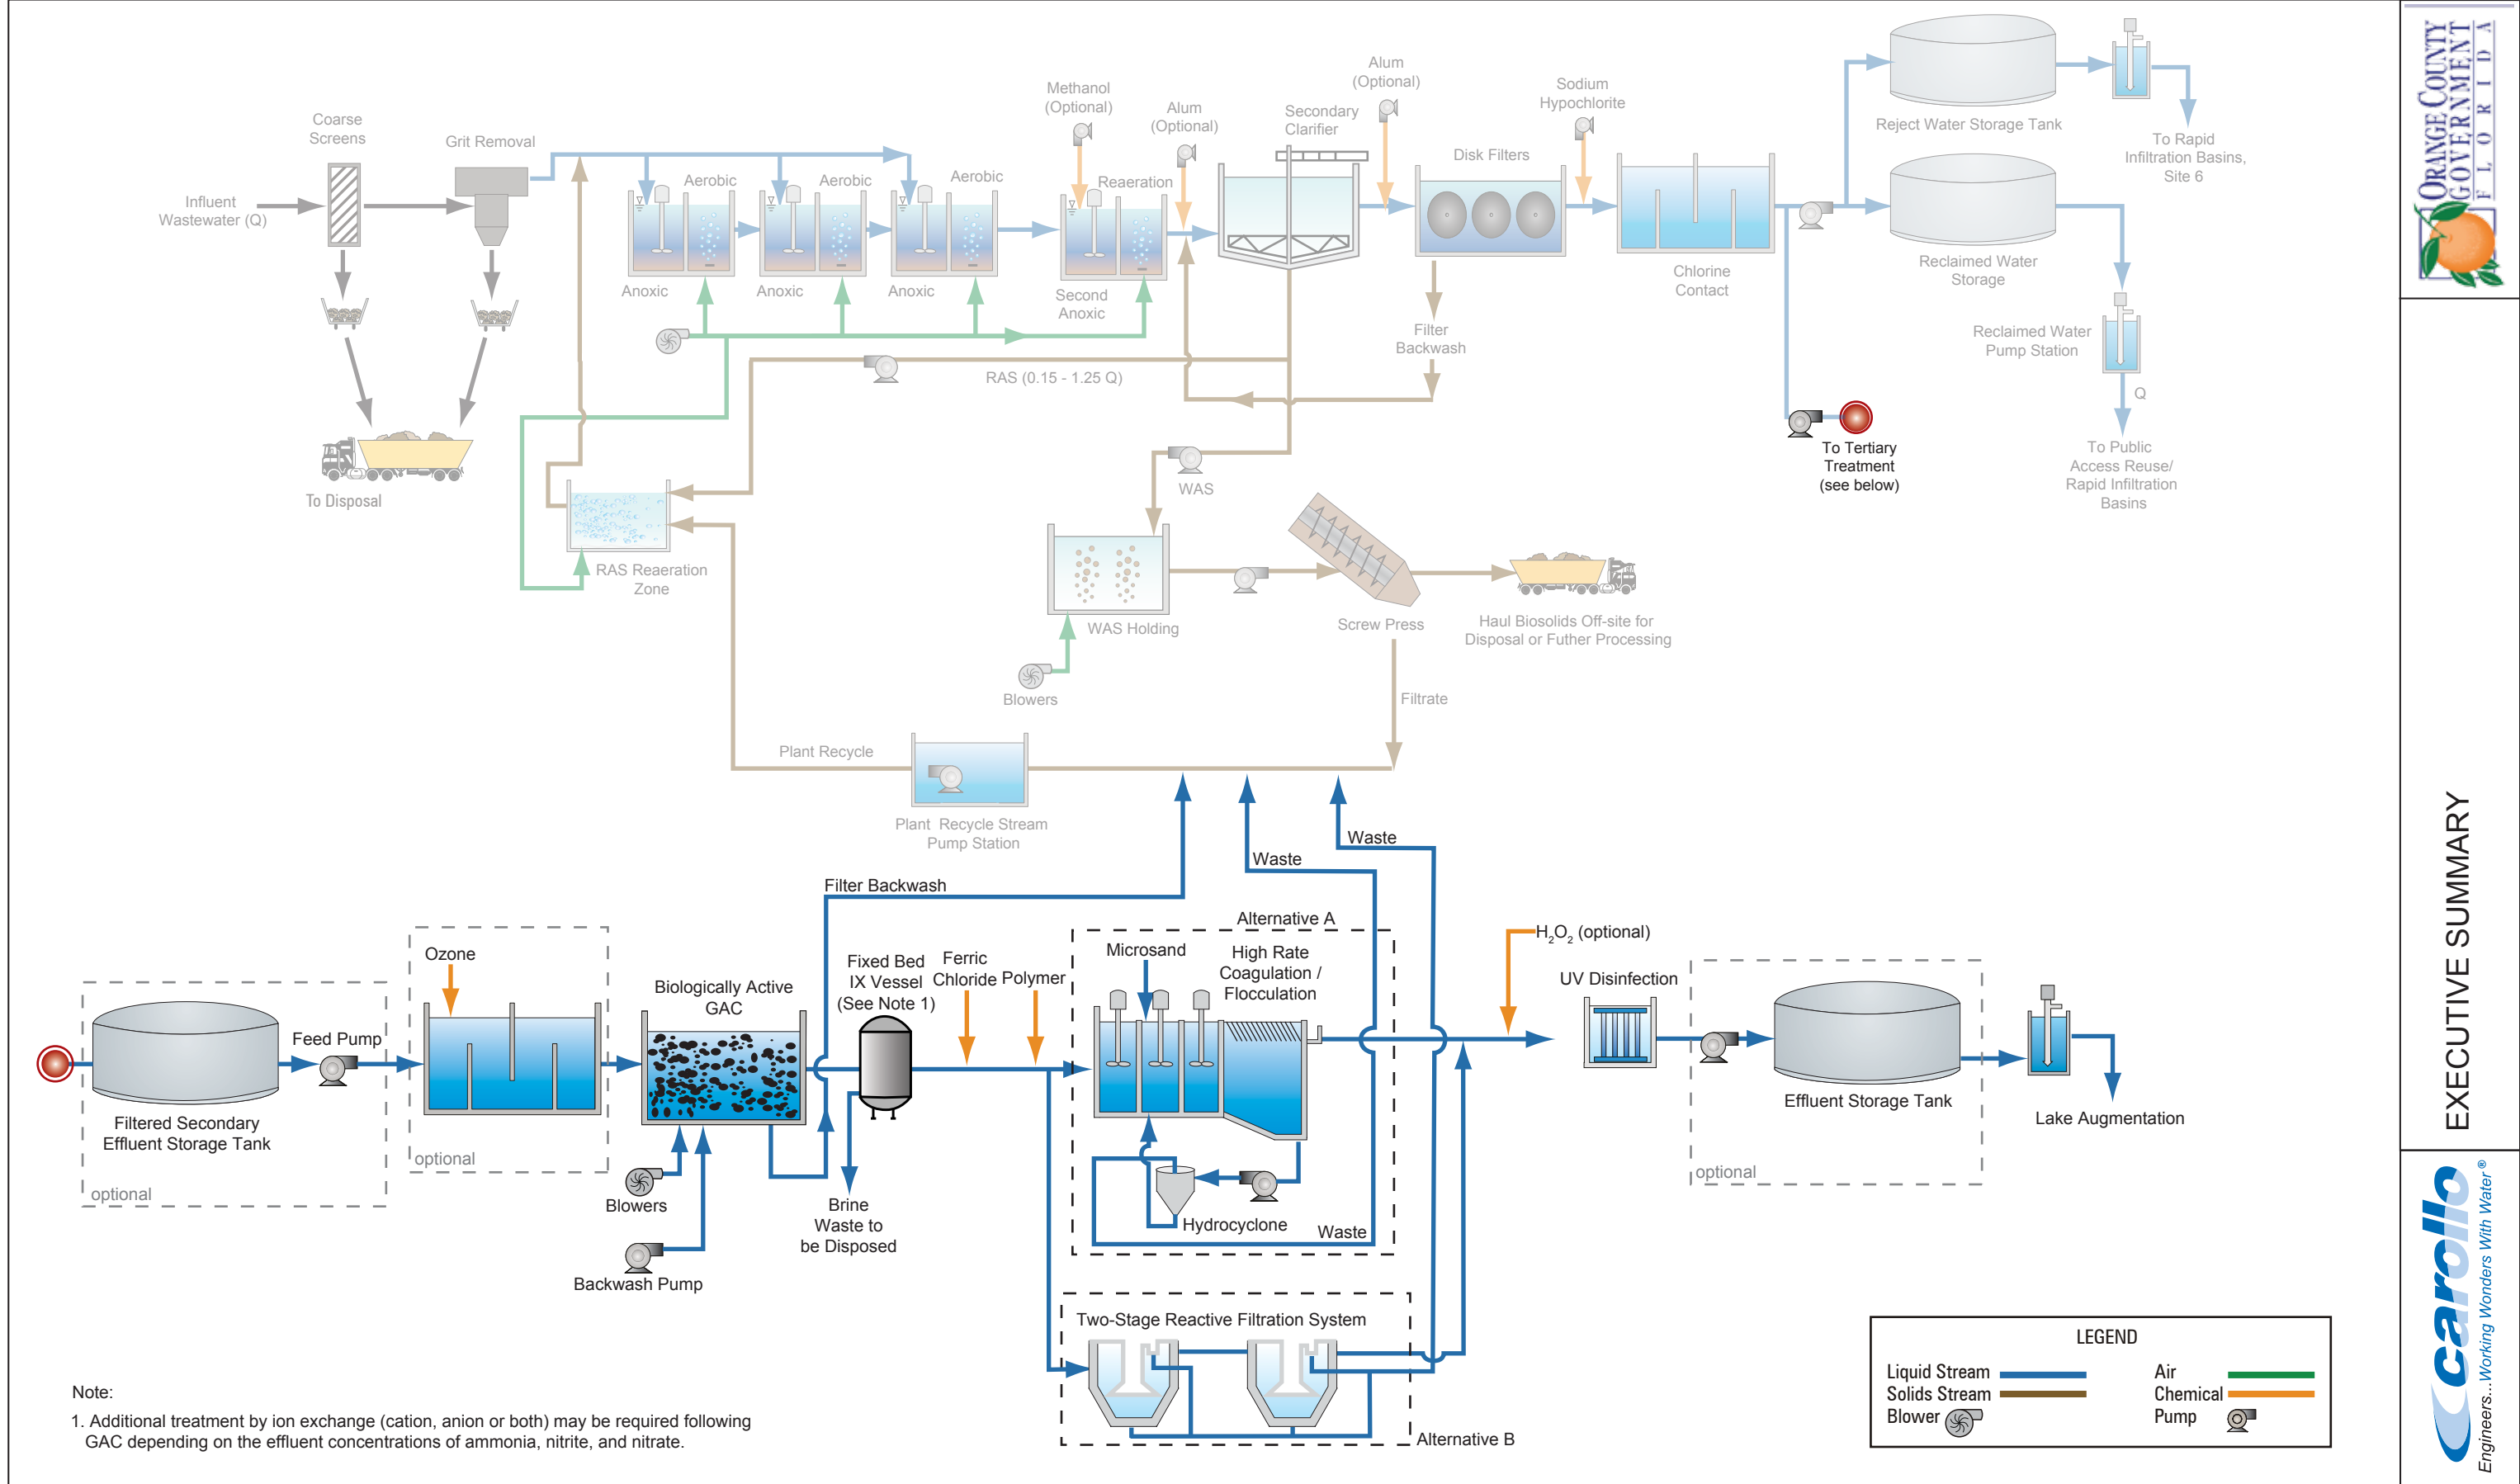 Coarse
Screens
Grit Removal
Influent
Wastewater (Q)
To Disposal
Aerobic
Aerobic
Aerobic
Anoxic
Anoxic
Anoxic
Methanol
(Optional)
Reaeration
Second
Anoxic
Alum
(Optional)
Secondary
Clarifier
Alum
(Optional)
Disk Filters
Sodium
Hypochlorite
Chlorine
Contact
Reject Water Storage Tank
To Rapid
Infiltration Basins,
Site 6
Reclaimed Water
Storage
Reclaimed Water
Pump Station
Q
To Public
Access Reuse/
Rapid Infiltration
Basins
To Tertiary
Treatment
(see below)
Filter
Backwash
RAS (0.15 - 1.25 Q)
WAS
RAS Reaeration
Zone
WAS Holding
Blowers
Screw Press
Haul Biosolids Off-site for
Disposal or Futher Processing
Filtrate
Plant Recycle
Plant Recycle Stream
Pump Station
Waste
Waste
Filter Backwash
Filtered Secondary
Effluent Storage Tank
optional
Feed Pump
Ozone
optional
Biologically Active
GAC
Blowers
Backwash Pump
Fixed Bed
IX Vessel
(See Note 1)
Brine
Waste to
be Disposed
Ferric
Chloride
Polymer
Alternative A
Microsand
High Rate
Coagulation /
Flocculation
Hydrocyclone
Waste
Two-Stage Reactive Filtration System
Alternative B
H₂O₂ (optional)
UV Disinfection
Effluent Storage Tank
optional
Lake Augmentation
Note:
1. Additional treatment by ion exchange (cation, anion or both) may be required following
GAC depending on the effluent concentrations of ammonia, nitrite, and nitrate.
LEGEND
Liquid Stream
Solids Stream
Blower
Air
Chemical
Pump
ORANGE COUNTY
GOVERNMENT
FLORIDA
EXECUTIVE SUMMARY
carollo
Engineers...Working Wonders With Water®